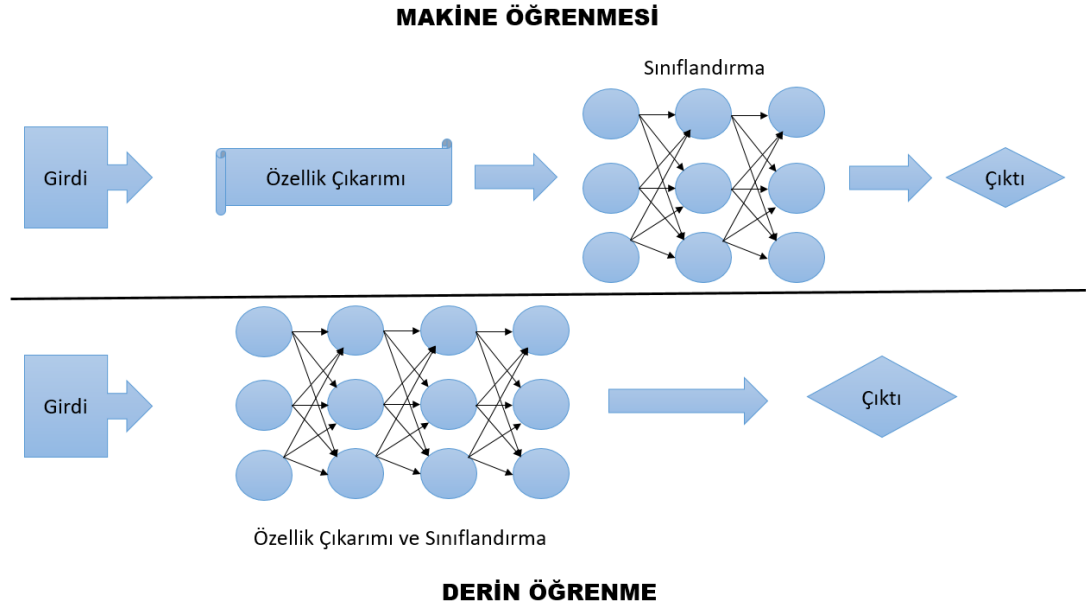 MAKİNE ÖĞRENMESİ
Sınıflandırma
Girdi
Özellik Çıkarımı
Çıktı
Girdi
Çıktı
Özellik Çıkarımı ve Sınıflandırma
DERİN ÖĞRENME